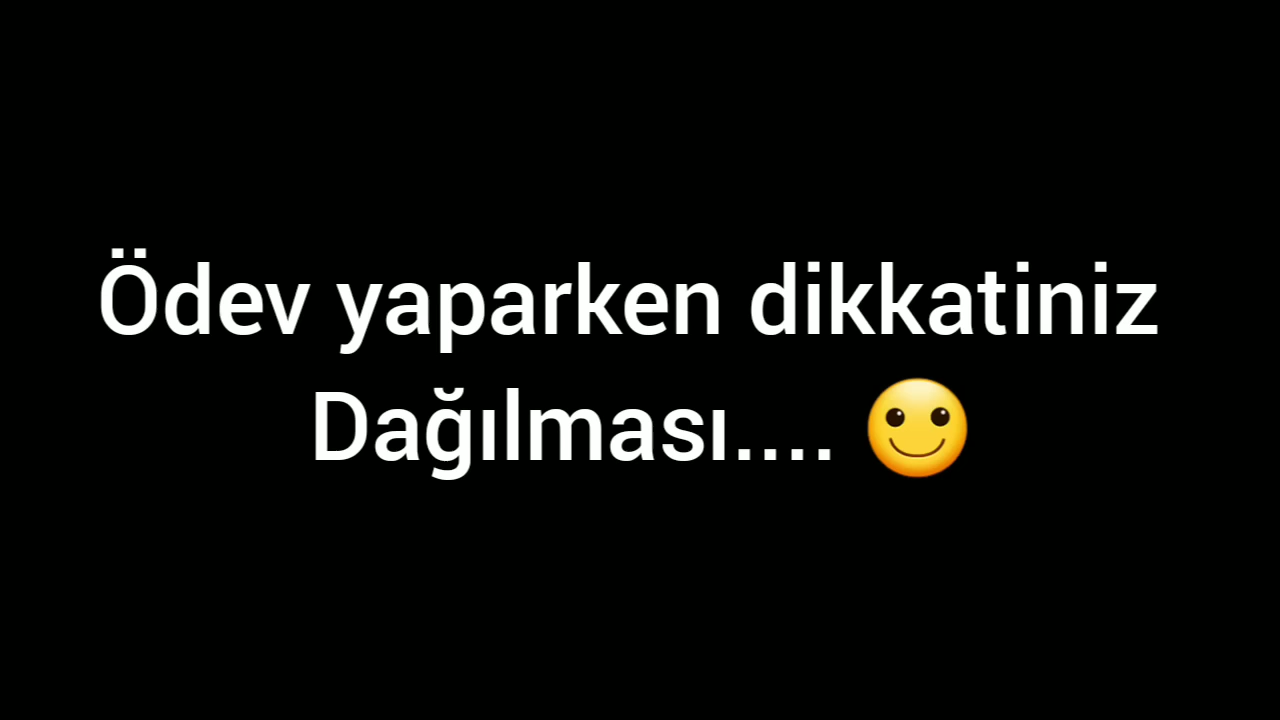 Ödev yaparken dikkatiniz
Dağılması.... 🙂